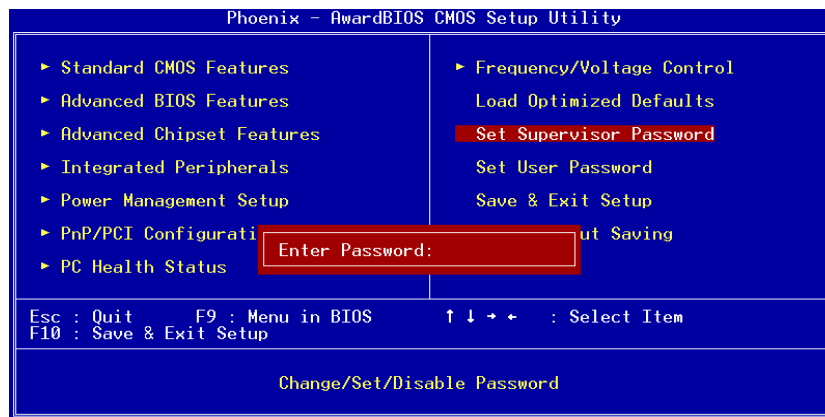 Phoenix - AwardBIOS CMOS Setup Utility
► Standard CMOS Features
► Advanced BIOS Features
► Advanced Chipset Features
► Integrated Peripherals
► Power Management Setup
► PnP/PCI Configurati
► PC Health Status
► Frequency/Voltage Control
Load Optimized Defaults
Set Supervisor Password
Set User Password
Save & Exit Setup
ut Saving
Enter Password:
Esc : Quit F9 : Menu in BIOS ↑ ↓ → ← : Select Item
F10 : Save & Exit Setup
Change/Set/Disable Password